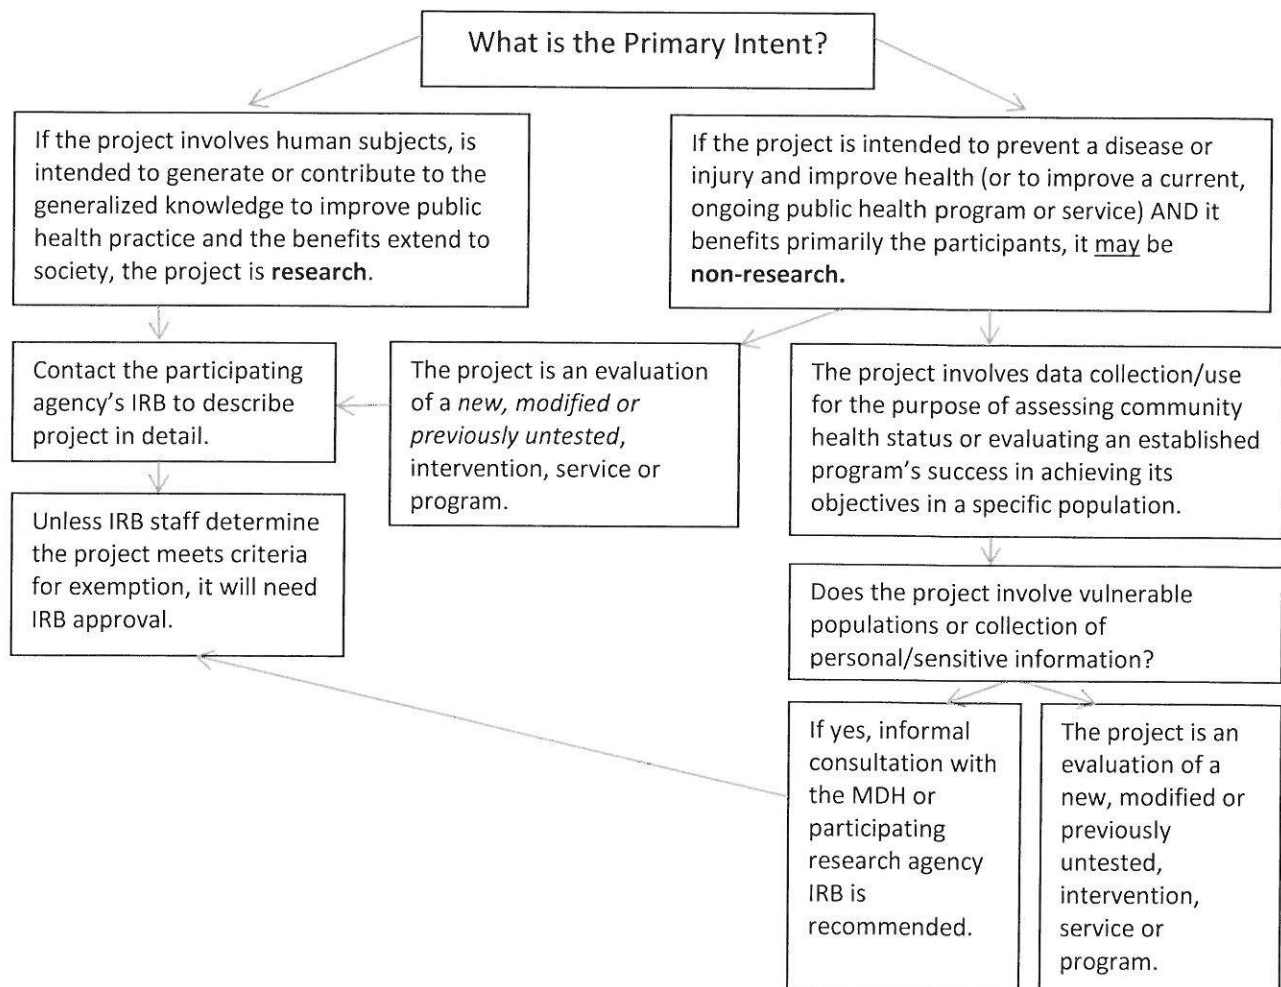 What is the Primary Intent?
If the project involves human subjects, is
intended to generate or contribute to the
generalized knowledge to improve public
health practice and the benefits extend to
society, the project is research.
If the project is intended to prevent a disease or
injury and improve health (or to improve a current,
ongoing public health program or service) AND it
benefits primarily the participants, it may be
non-research.
Contact the participating
agency's IRB to describe
project in detail.
The project is an evaluation
of a new, modified or
previously untested,
intervention, service or
program.
The project involves data collection/use
for the purpose of assessing community
health status or evaluating an established
program's success in achieving its
objectives in a specific population.
Unless IRB staff determine
the project meets criteria
for exemption, it will need
IRB approval.
Does the project involve vulnerable
populations or collection of
personal/sensitive information?
If yes, informal
consultation with
the MDH or
participating
research agency
IRB is
recommended.
The project is an
evaluation of a
new, modified or
previously
untested,
intervention,
service or
program.